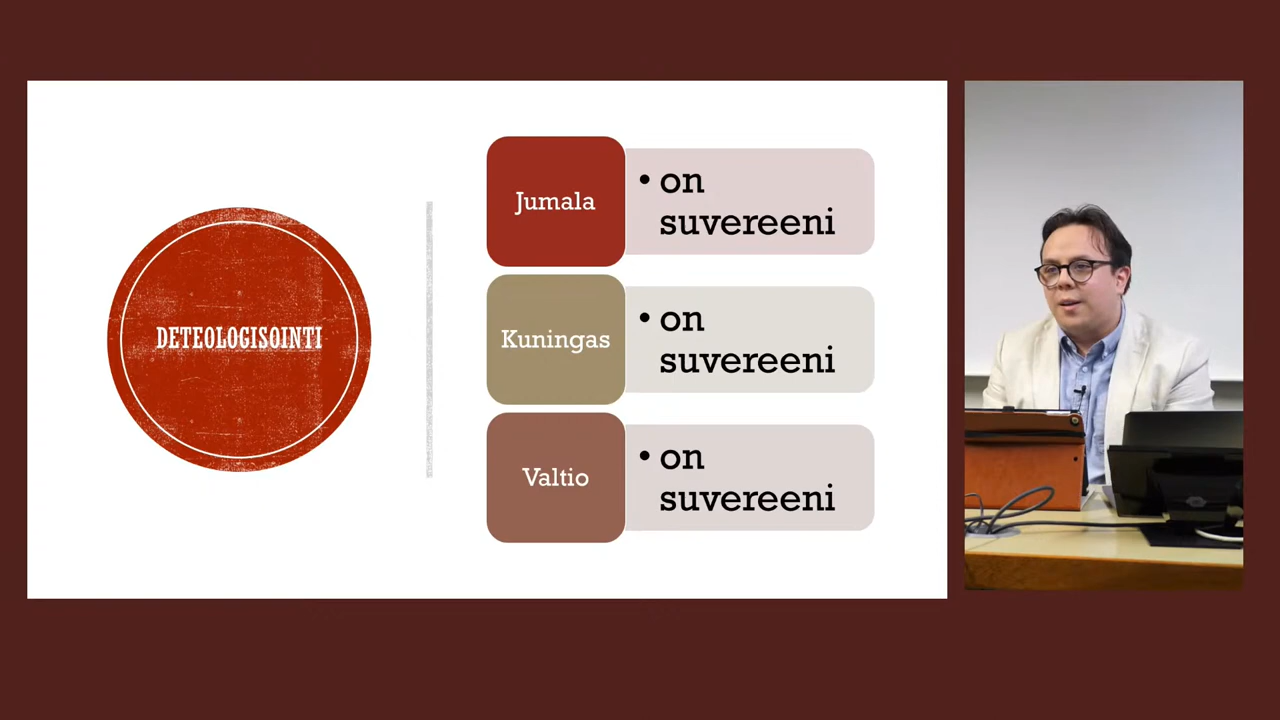 DETEOLOGISOINTI
Jumala
• on
suvereeni
Kuningas
• on
suvereeni
Valtio
• on
suvereeni